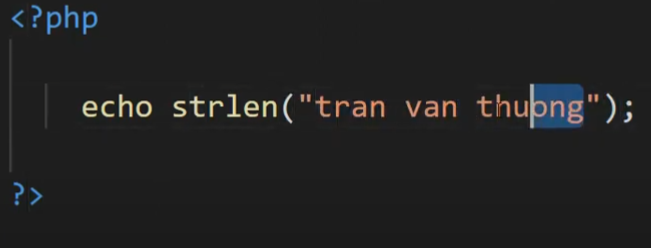 <?php
echo strlen("tran van thuong");
?>